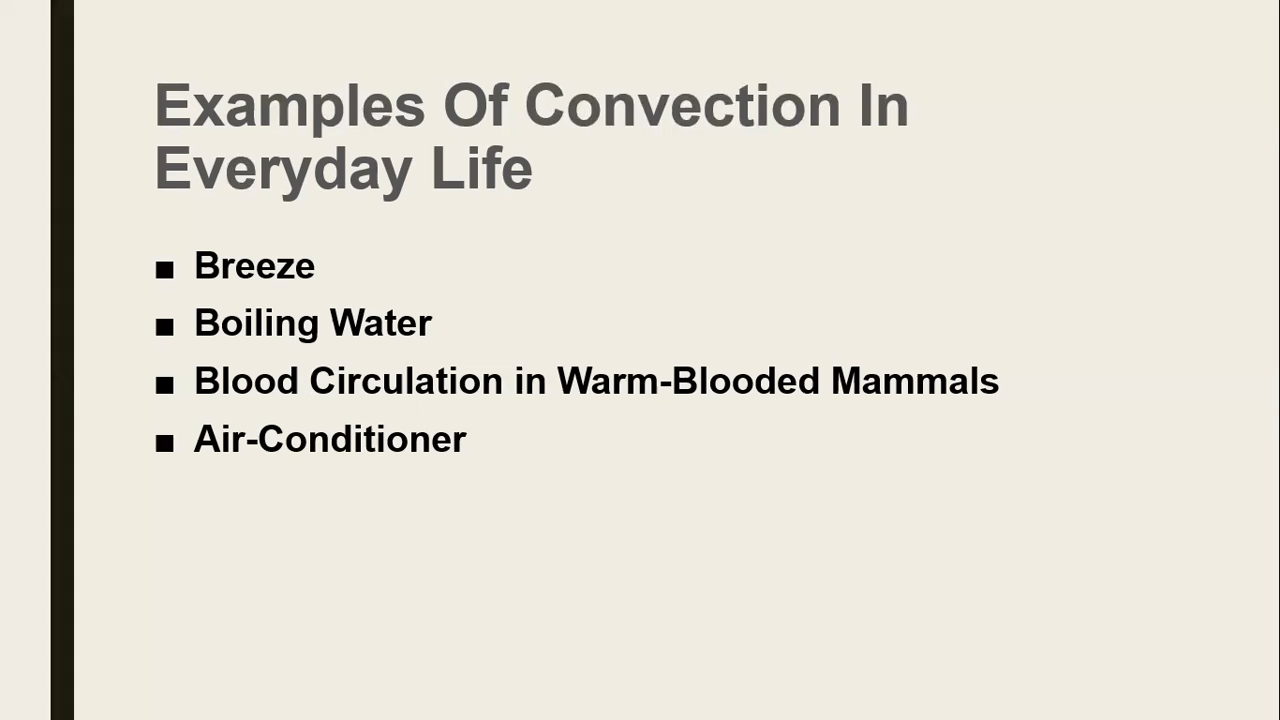 Examples Of Convection In
Everyday Life
■ Breeze
■ Boiling Water
■ Blood Circulation in Warm-Blooded Mammals
■ Air-Conditioner